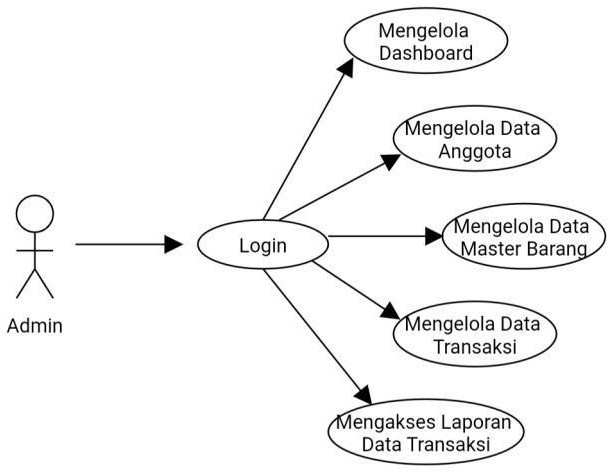 Mengelola
Dashboard
Mengelola Data
Anggota
Mengelola Data
Master Barang
Login
Admin
Mengelola Data
Transaksi
Mengakses Laporan
Data Transaksi